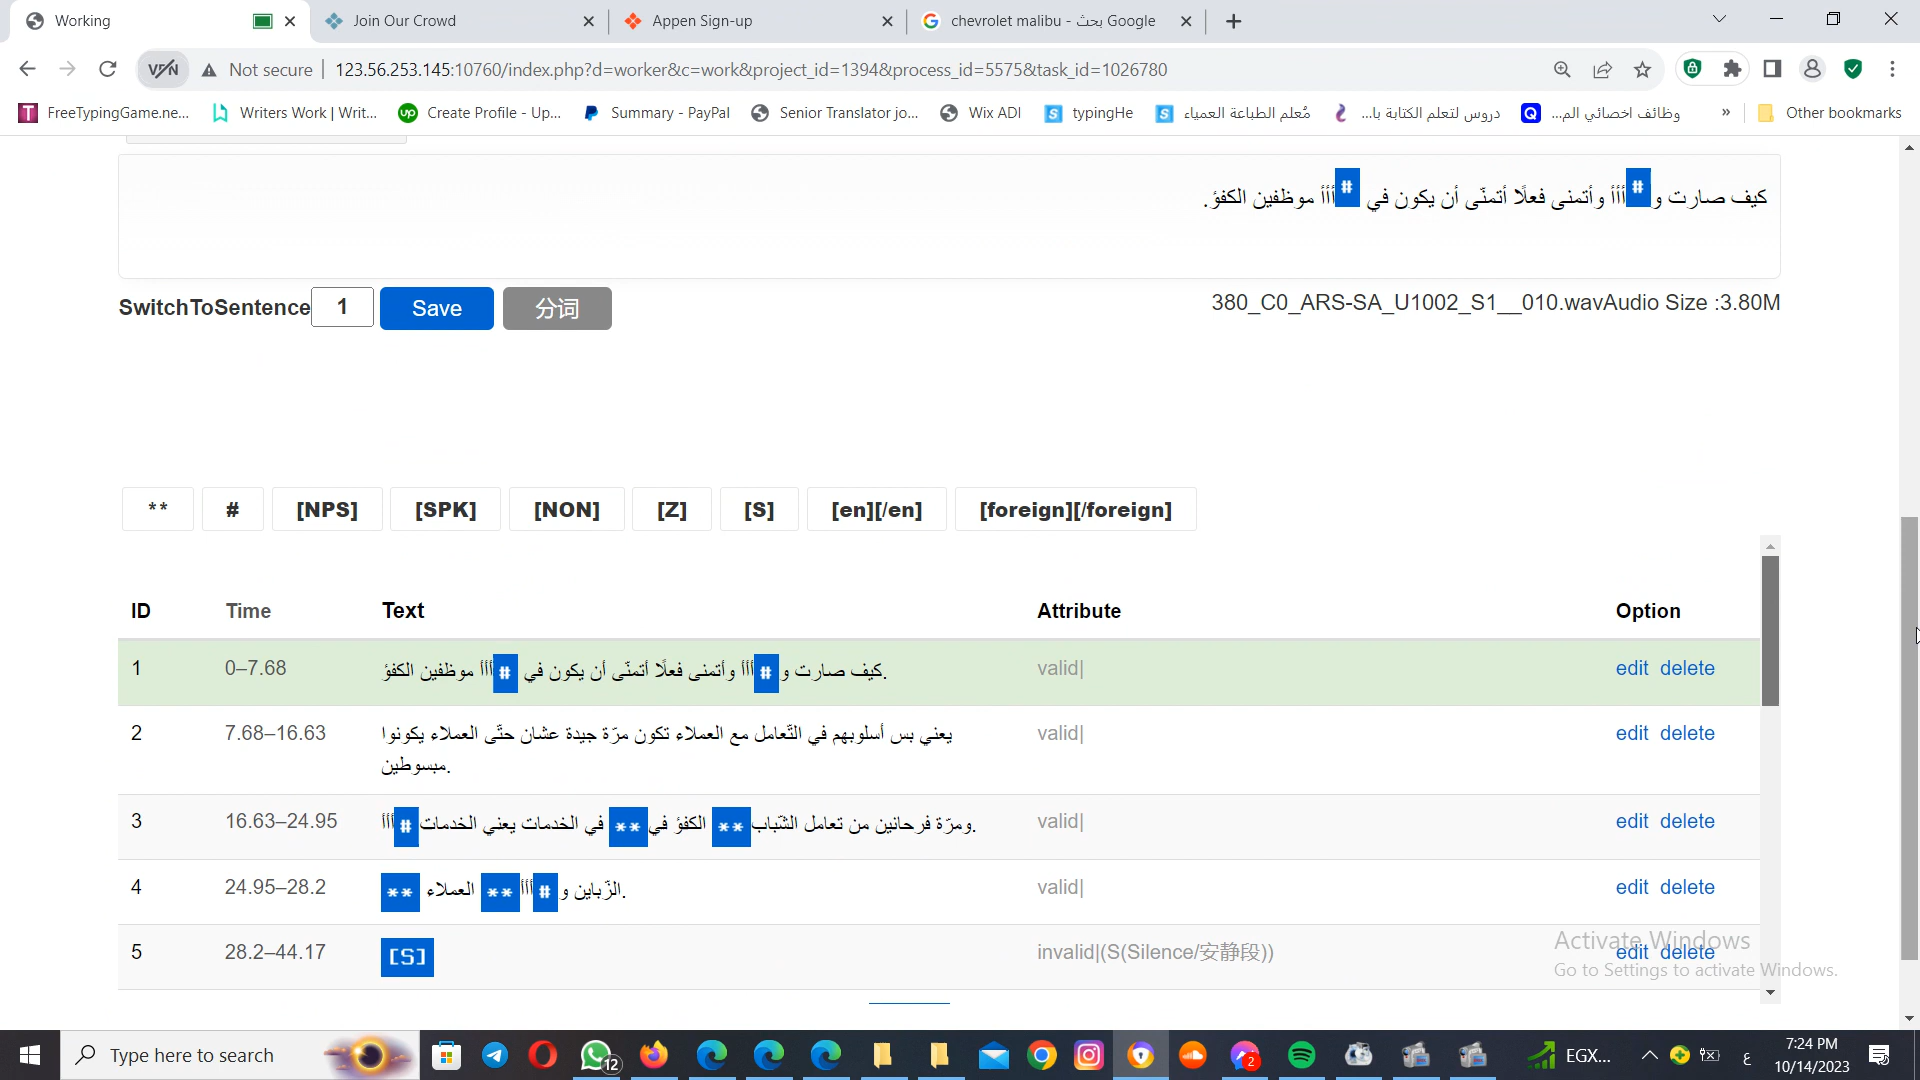 Working
Join Our Crowd
Appen Sign-up
chevrolet malibu - بحث Google
VPN
Not secure
123.56.253.145:10760/index.php?d=worker&c=work&project_id=1394&process_id=5575&task_id=1026780
FreeTypingGame.ne...
Writers Work | Writ...
Create Profile - Up...
Summary - PayPal
Senior Translator jo...
Wix ADI
typingHe
مُعلم الطباعة العمياء
دروس لتعلم الكتابة با...
وظائف اخصائي الم...
»
Other bookmarks
كيف صارت و # أأأ وأتمنى فعلًا أتمنّى أن يكون في # أأأ موظفين الكفؤ.
SwitchToSentence 1 Save 分词
380_C0_ARS-SA_U1002_S1__010.wavAudio Size :3.80M
** # [NPS] [SPK] [NON] [Z] [S] [en][/en] [foreign][/foreign]
ID Time Text Attribute Option
1 0–7.68 كيف صارت و # أأأ وأتمنى فعلًا أتمنّى أن يكون في # أأأ موظفين الكفؤ. valid| edit delete
2 7.68–16.63 يعني بس أسلوبهم في التّعامل مع العملاء تكون مرّة جيدة عشان حتّى العملاء يكونوا valid| edit delete
مبسوطين.
3 16.63–24.95 ومرّة فرحانين من تعامل الشّباب ** الكفؤ في ** في الخدمات يعني الخدمات # أأأ. valid| edit delete
4 24.95–28.2 الزّباين و # أأأ ** العملاء **. valid| edit delete
5 28.2–44.17 [S] invalid|(S(Silence/安静段)) edit delete
Activate Windows
Go to Settings to activate Windows.
Type here to search
12
2
EGX...
ع
7:24 PM
10/14/2023